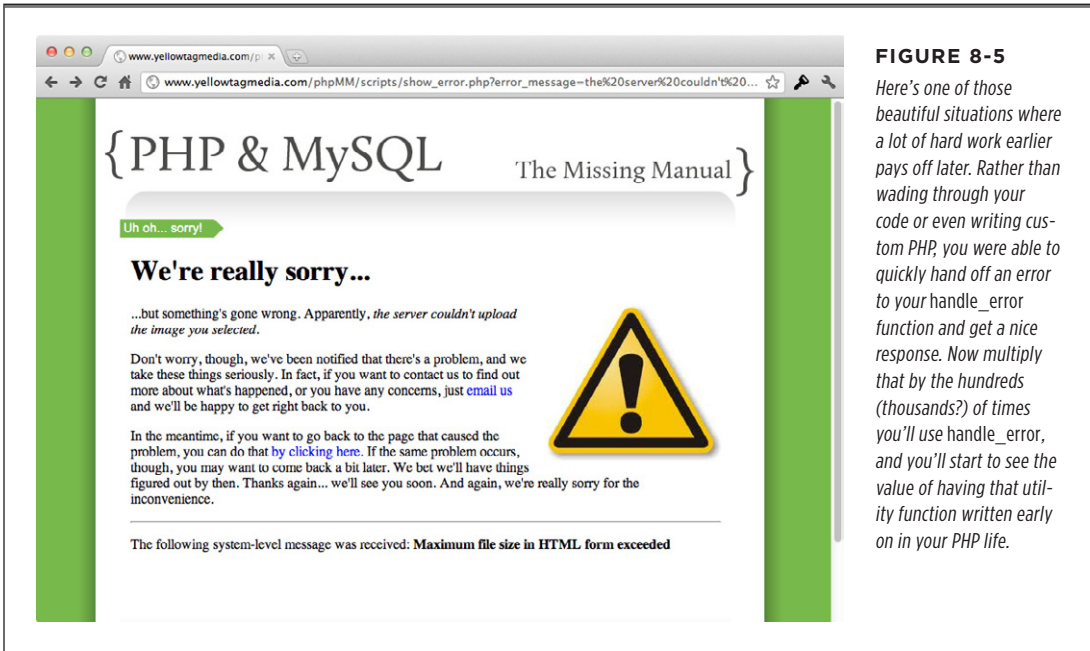 www.yellowtagmedia.com/p
www.yellowtagmedia.com/phpMM/scripts/show_error.php?error_message=the%20server%20couldn't%20...
{PHP & MySQL
The Missing Manual}
Uh oh... sorry!
We're really sorry...
...but something's gone wrong. Apparently, the server couldn't upload
the image you selected.
Don't worry, though, we've been notified that there's a problem, and we
take these things seriously. In fact, if you want to contact us to find out
more about what's happened, or you have any concerns, just email us
and we'll be happy to get right back to you.
In the meantime, if you want to go back to the page that caused the
problem, you can do that by clicking here. If the same problem occurs,
though, you may want to come back a bit later. We bet we'll have things
figured out by then. Thanks again... we'll see you soon. And again, we're really sorry for the
inconvenience.
The following system-level message was received: Maximum file size in HTML form exceeded
FIGURE 8-5
Here's one of those
beautiful situations where
a lot of hard work earlier
pays off later. Rather than
wading through your
code or even writing cus-
tom PHP, you were able to
quickly hand off an error
to your handle_error
function and get a nice
response. Now multiply
that by the hundreds
(thousands?) of times
you'll use handle_error,
and you'll start to see the
value of having that util-
ity function written early
on in your PHP life.